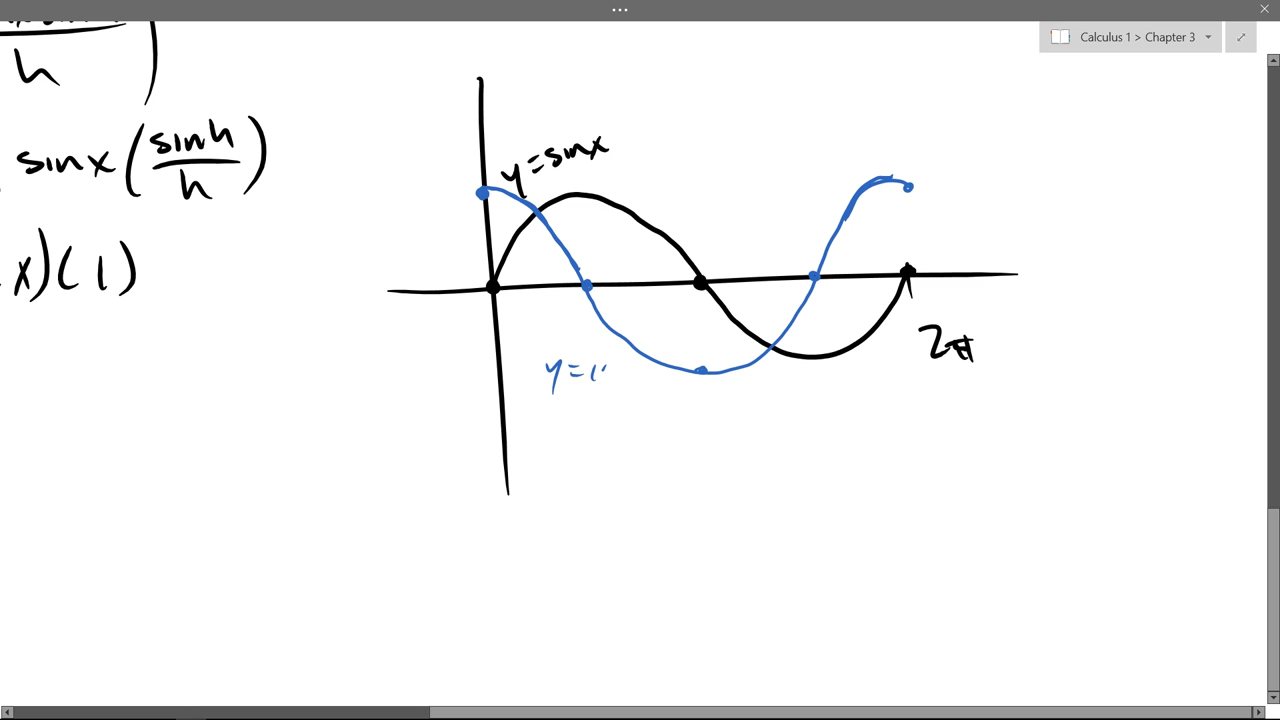 Calculus 1 > Chapter 3
h
sinx(sinh/h)
x)(1)
y=sinx
2π
y=